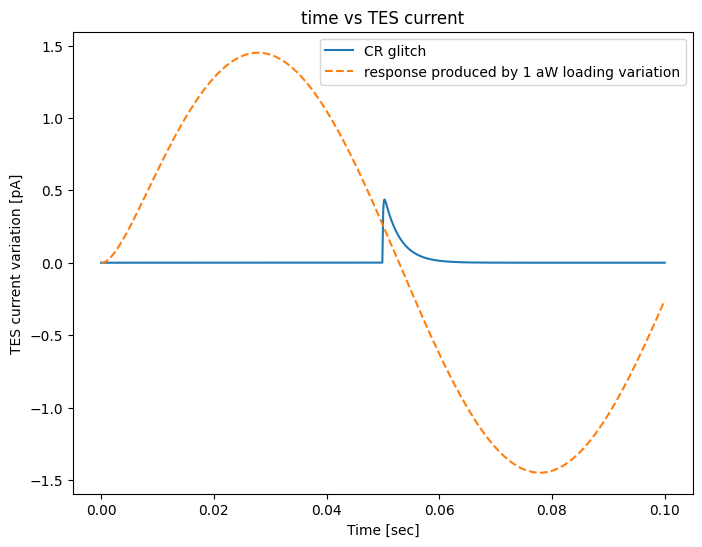 time vs TES current
CR glitch
response produced by 1 aW loading variation
TES current variation [pA]
1.5
1.0
0.5
0.0
−0.5
−1.0
−1.5
0.00 0.02 0.04 0.06 0.08 0.10
Time [sec]